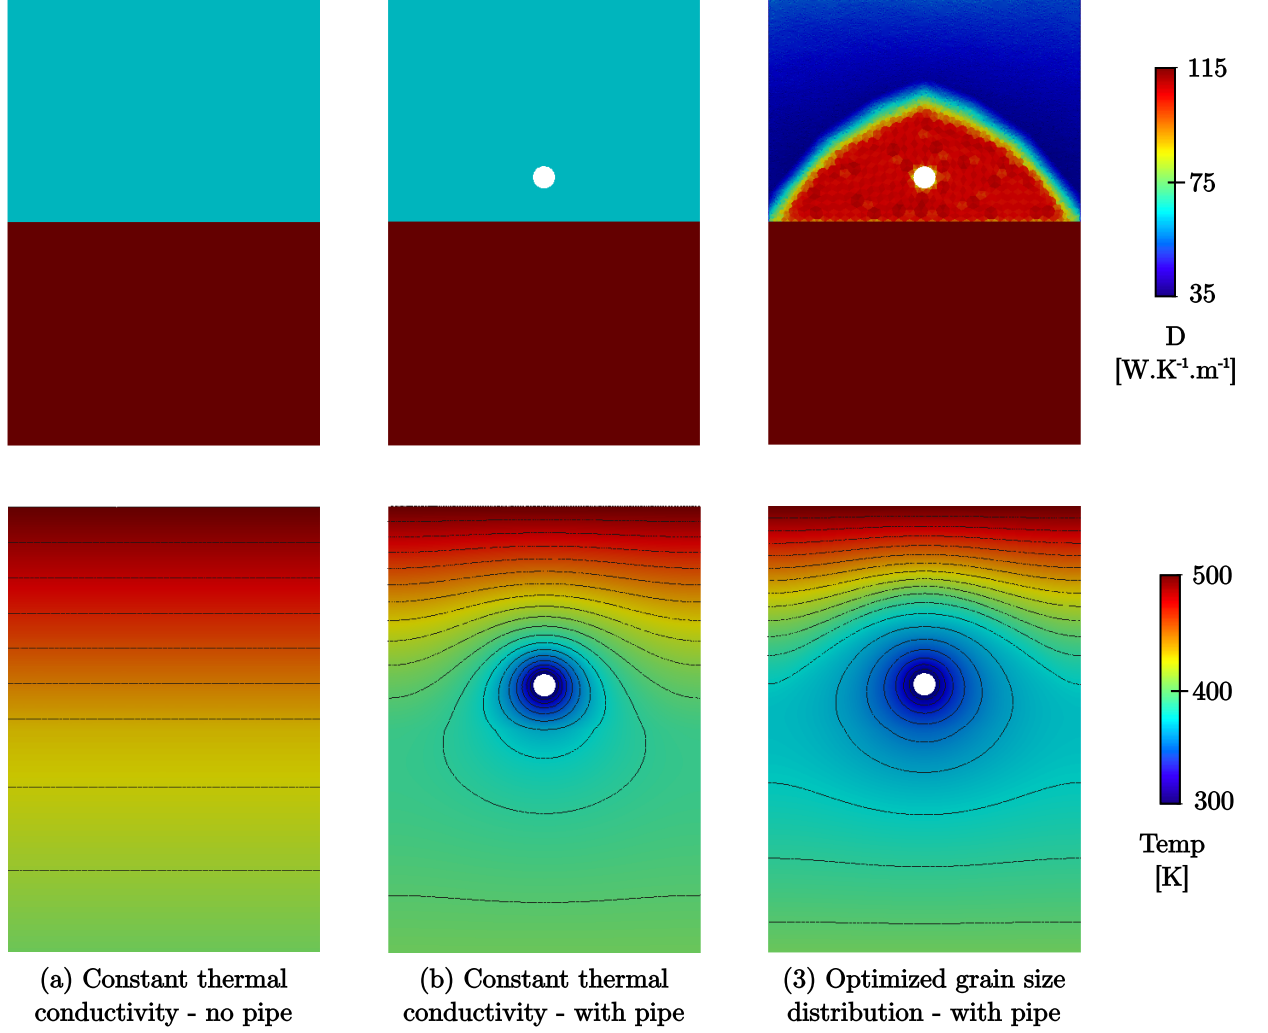 115
75
35
D
[W.K⁻¹.m⁻¹]
500
400
300
Temp
[K]
(a) Constant thermal
conductivity - no pipe
(b) Constant thermal
conductivity - with pipe
(3) Optimized grain size
distribution - with pipe